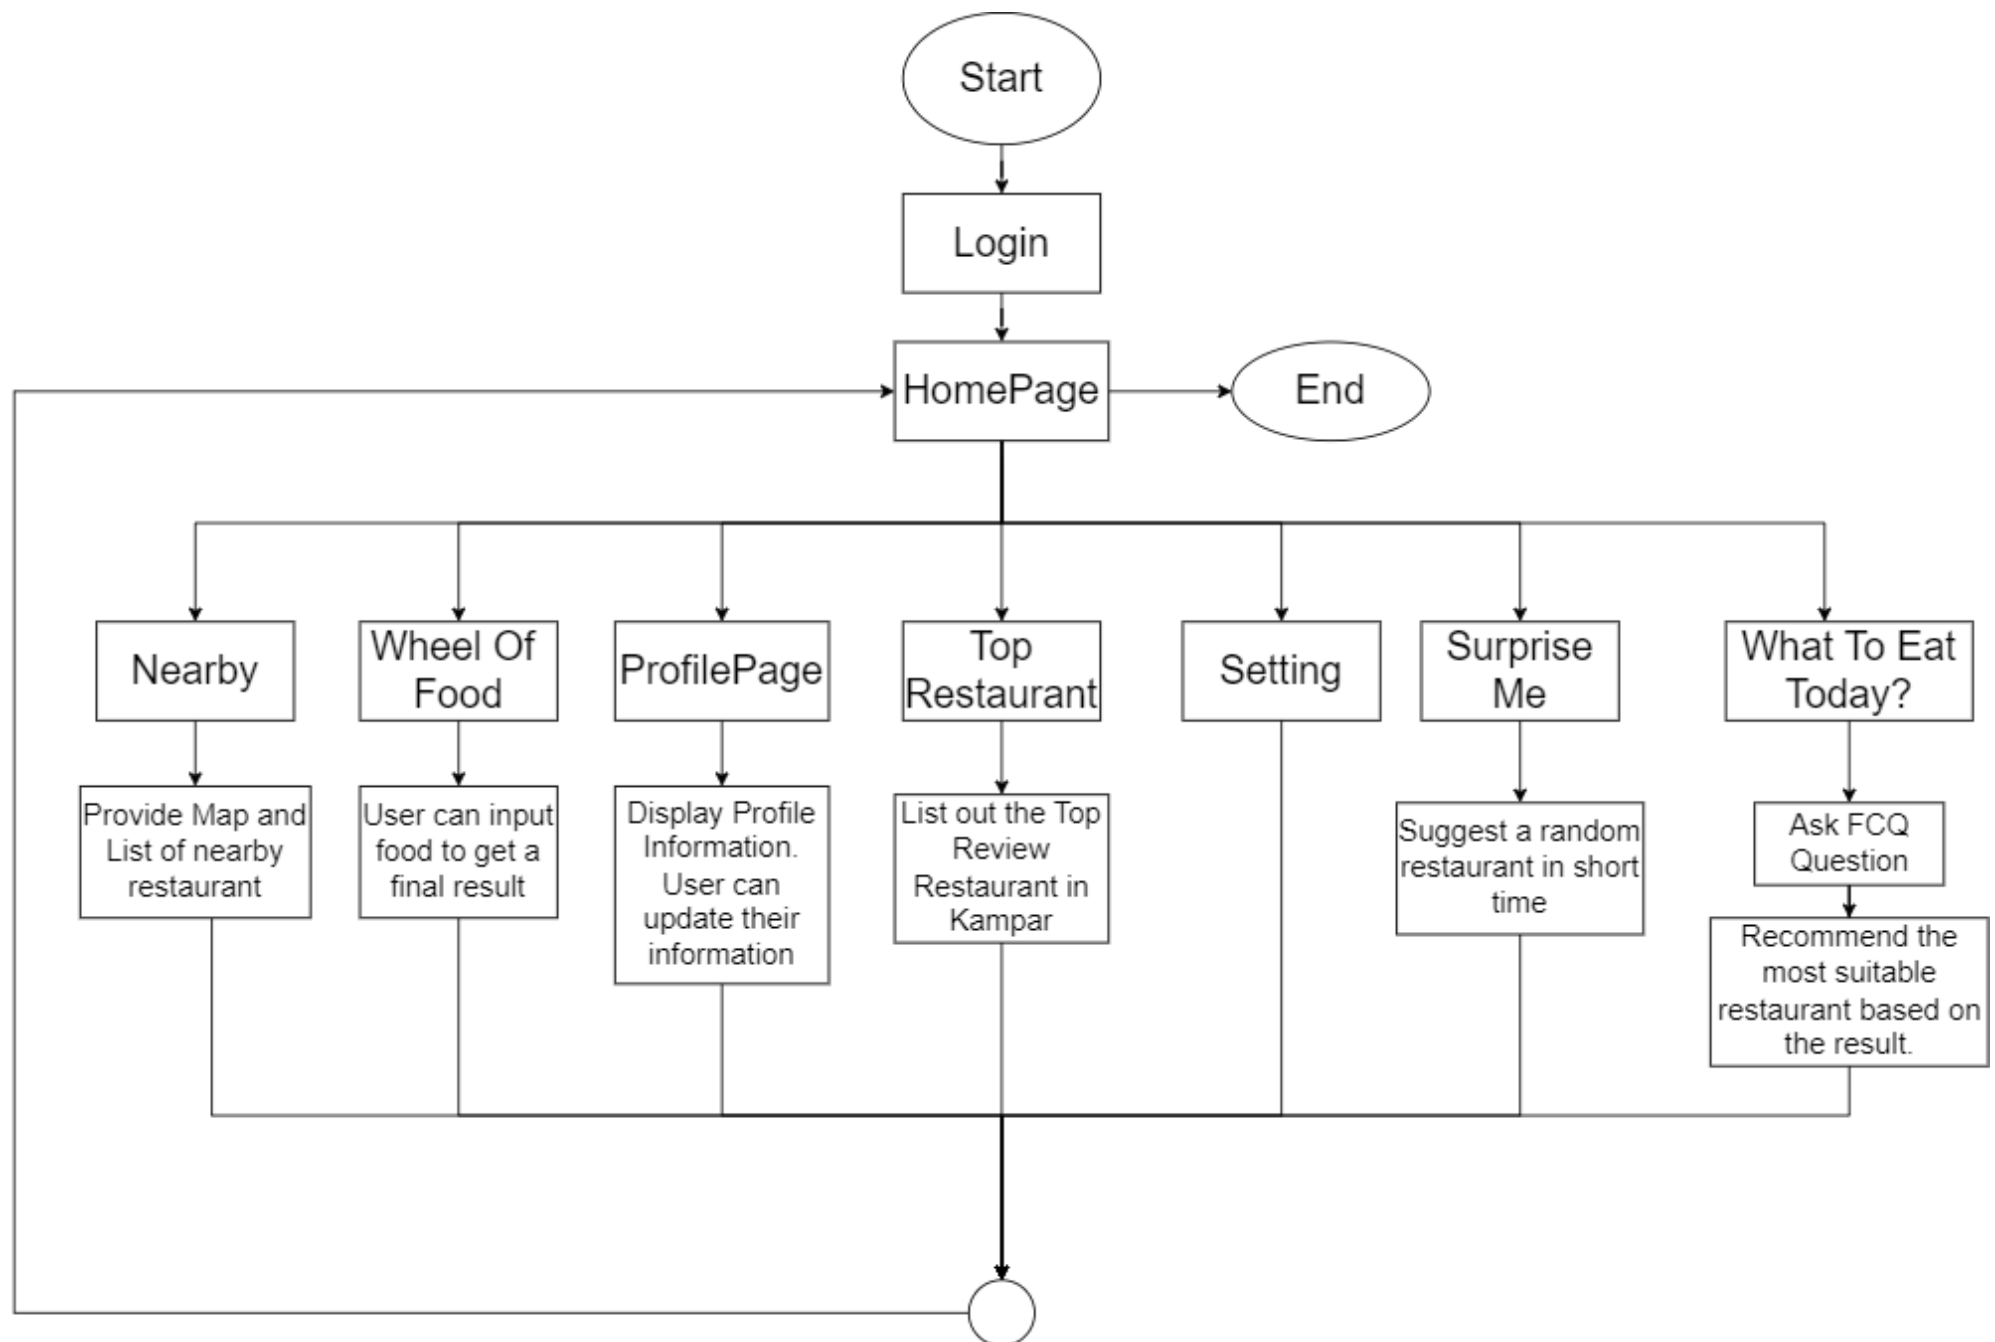 Start
Login
HomePage
End
Nearby
Wheel Of
Food
ProfilePage
Top
Restaurant
Setting
Surprise
Me
What To Eat
Today?
Provide Map and
List of nearby
restaurant
User can input
food to get a
final result
Display Profile
Information.
User can
update their
information
List out the Top
Review
Restaurant in
Kampar
Suggest a random
restaurant in short
time
Ask FCQ
Question
Recommend the
most suitable
restaurant based on
the result.